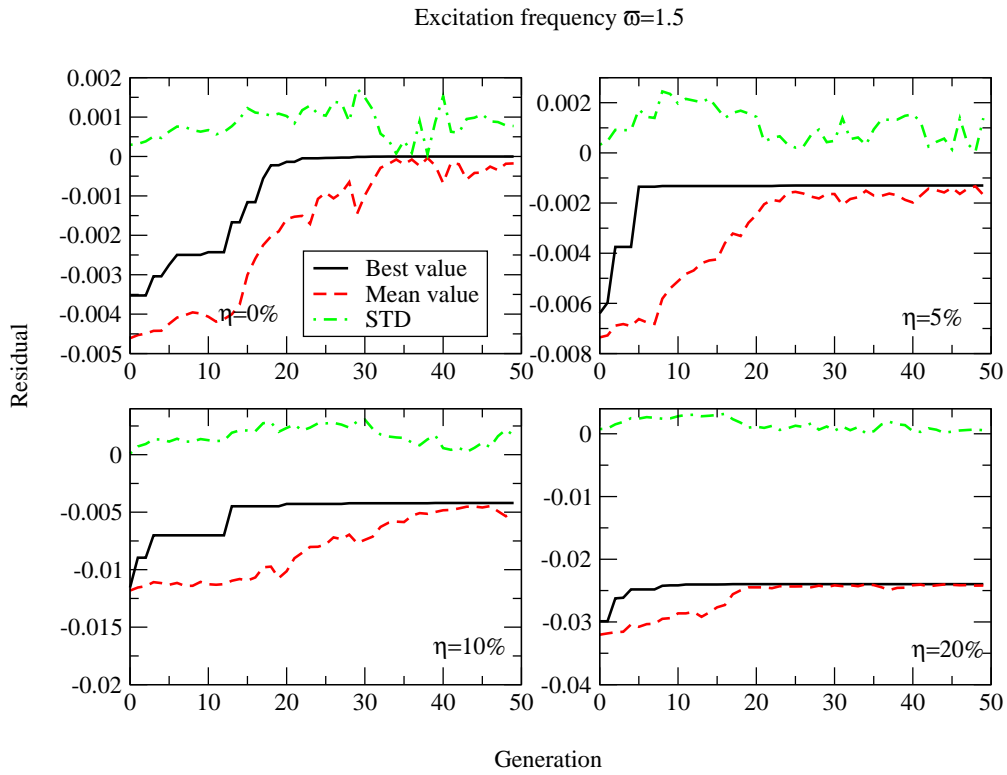 Excitation frequency ϖ=1.5
Residual
0.002
0.001
0
-0.001
-0.002
-0.003
-0.004
-0.005
0 10 20 30 40 50
η=0%
Best value
Mean value
STD
0.002
0
-0.002
-0.004
-0.006
-0.008
0 10 20 30 40 50
η=5%
0
-0.005
-0.01
-0.015
-0.02
0 10 20 30 40 50
η=10%
0
-0.01
-0.02
-0.03
-0.04
0 10 20 30 40 50
η=20%
Generation